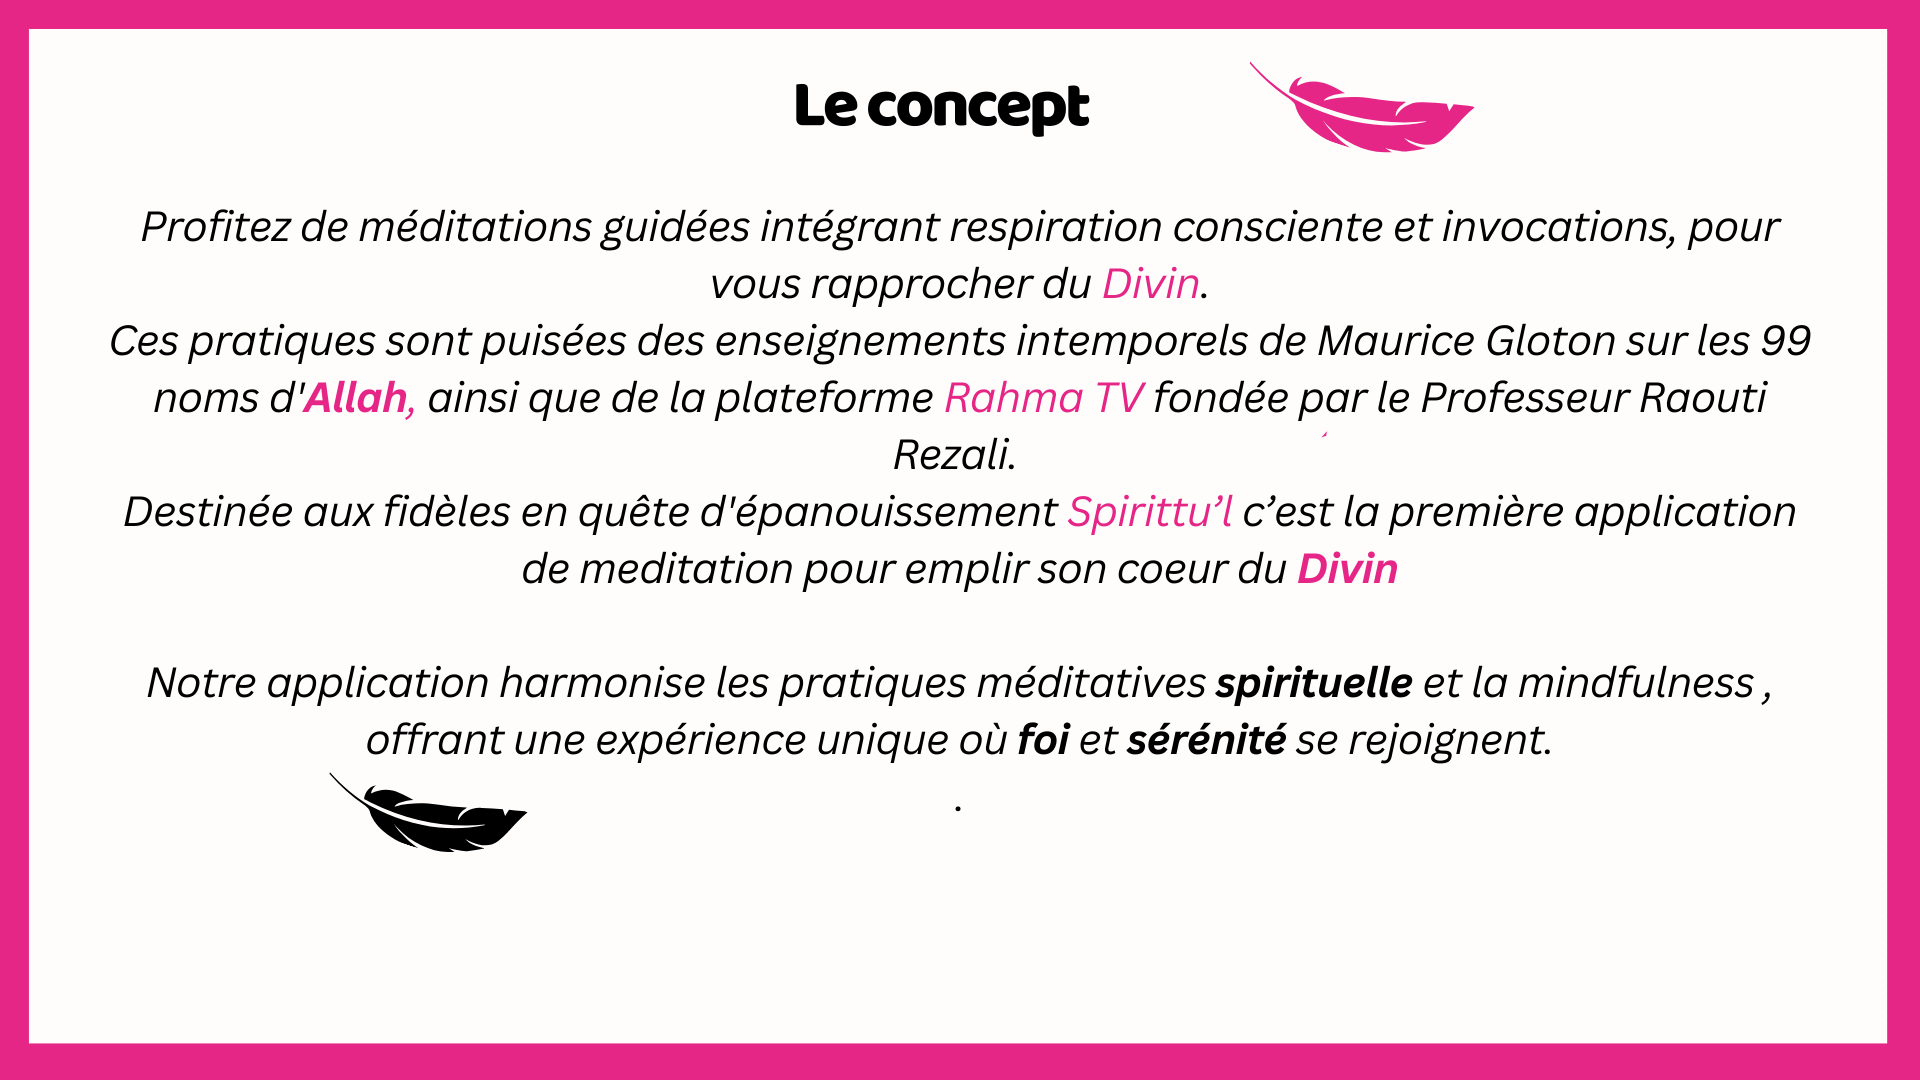 Le concept
Profitez de méditations guidées intégrant respiration consciente et invocations, pour
vous rapprocher du Divin.
Ces pratiques sont puisées des enseignements intemporels de Maurice Gloton sur les 99
noms d'Allah, ainsi que de la plateforme Rahma TV fondée par le Professeur Raouti
Rezali.
Destinée aux fidèles en quête d'épanouissement Spirittu’l c’est la première application
de meditation pour emplir son coeur du Divin
Notre application harmonise les pratiques méditatives spirituelle et la mindfulness ,
offrant une expérience unique où foi et sérénité se rejoignent.
.